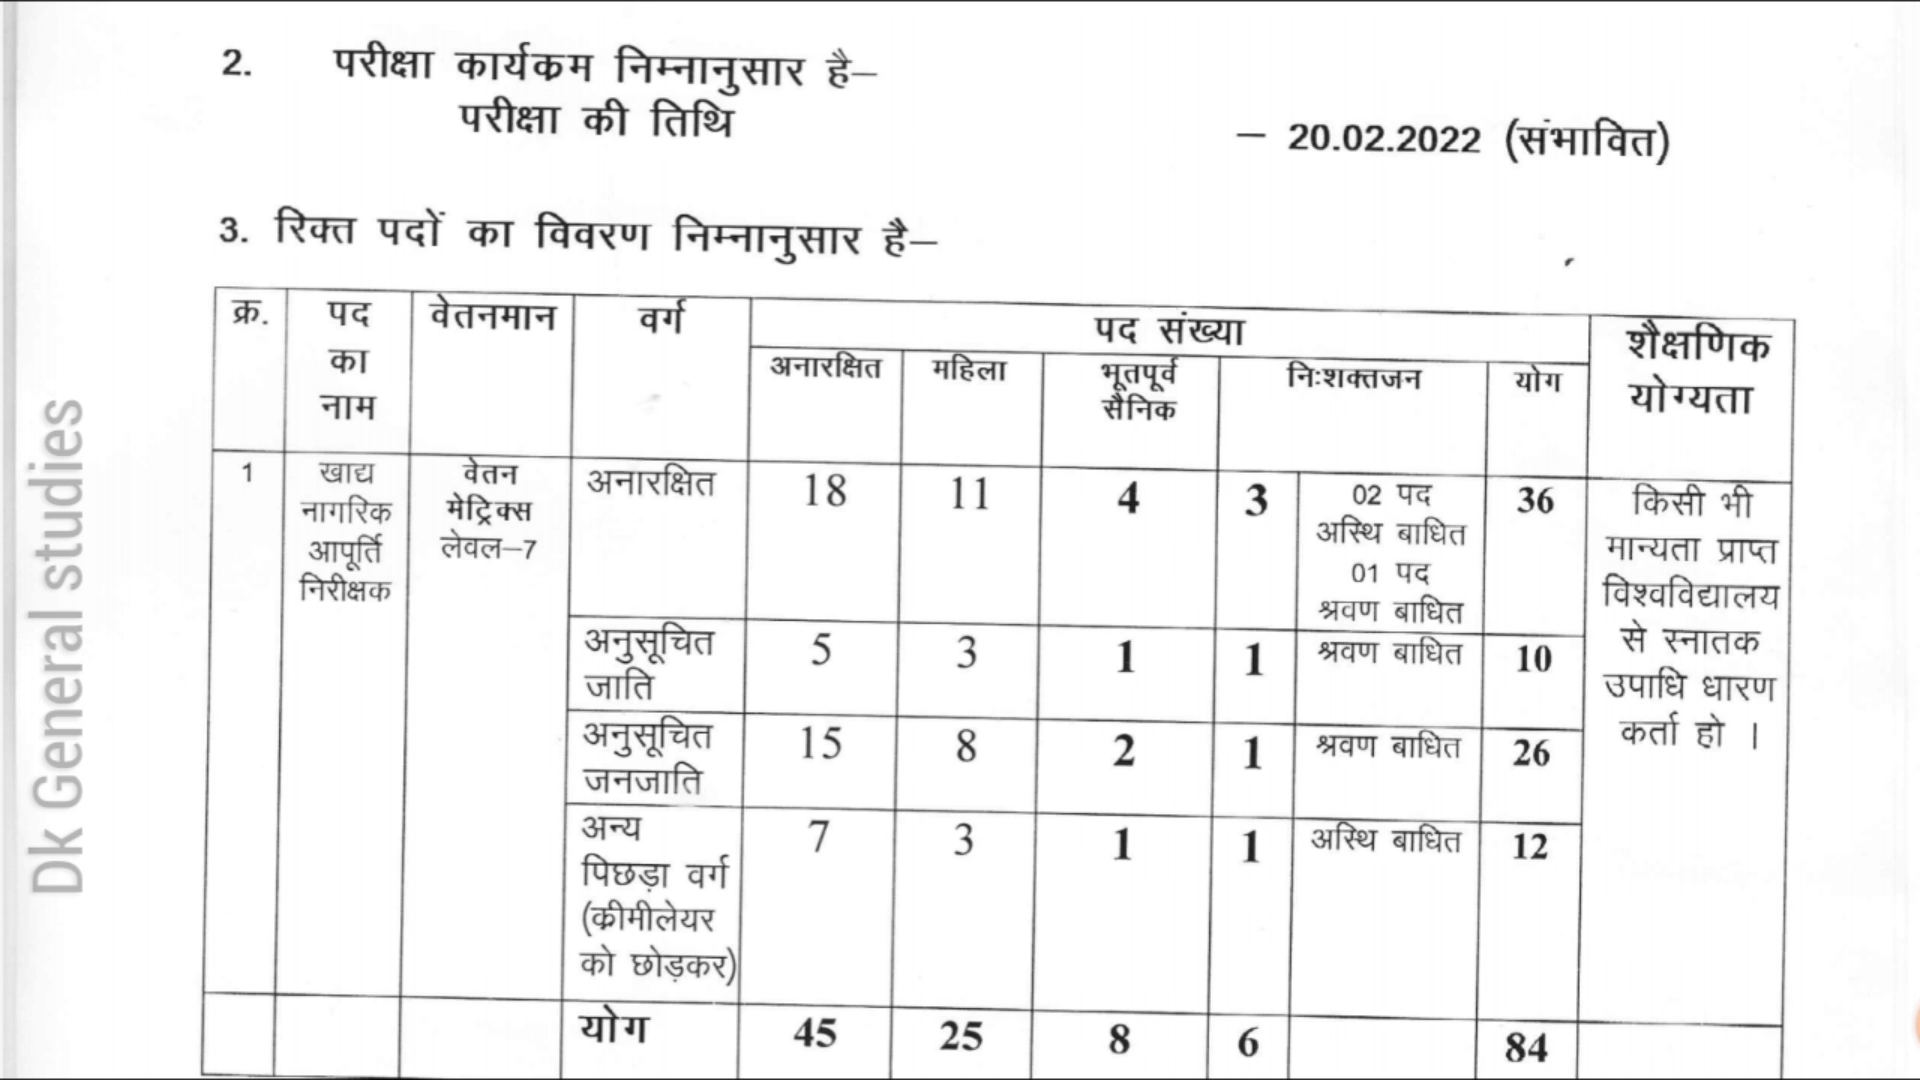 2. परीक्षा कार्यक्रम निम्नानुसार है–
परीक्षा की तिथि – 20.02.2022 (संभावित)
3. रिक्त पदों का विवरण निम्नानुसार है–
क्र. पद का नाम वेतनमान वर्ग पद संख्या शैक्षणिक योग्यता
अनारक्षित महिला भूतपूर्व सैनिक निःशक्तजन योग
1 खाद्य नागरिक आपूर्ति निरीक्षक वेतन मेट्रिक्स लेवल–7 अनारक्षित 18 11 4 3 02 पद अस्थि बाधित 01 पद श्रवण बाधित 36 किसी भी मान्यता प्राप्त विश्वविद्यालय से स्नातक उपाधि धारण कर्ता हो ।
अनुसूचित जाति 5 3 1 1 श्रवण बाधित 10
अनुसूचित जनजाति 15 8 2 1 श्रवण बाधित 26
अन्य पिछड़ा वर्ग (क्रीमीलेयर को छोड़कर) 7 3 1 1 अस्थि बाधित 12
योग 45 25 8 6 84
Dk General studies